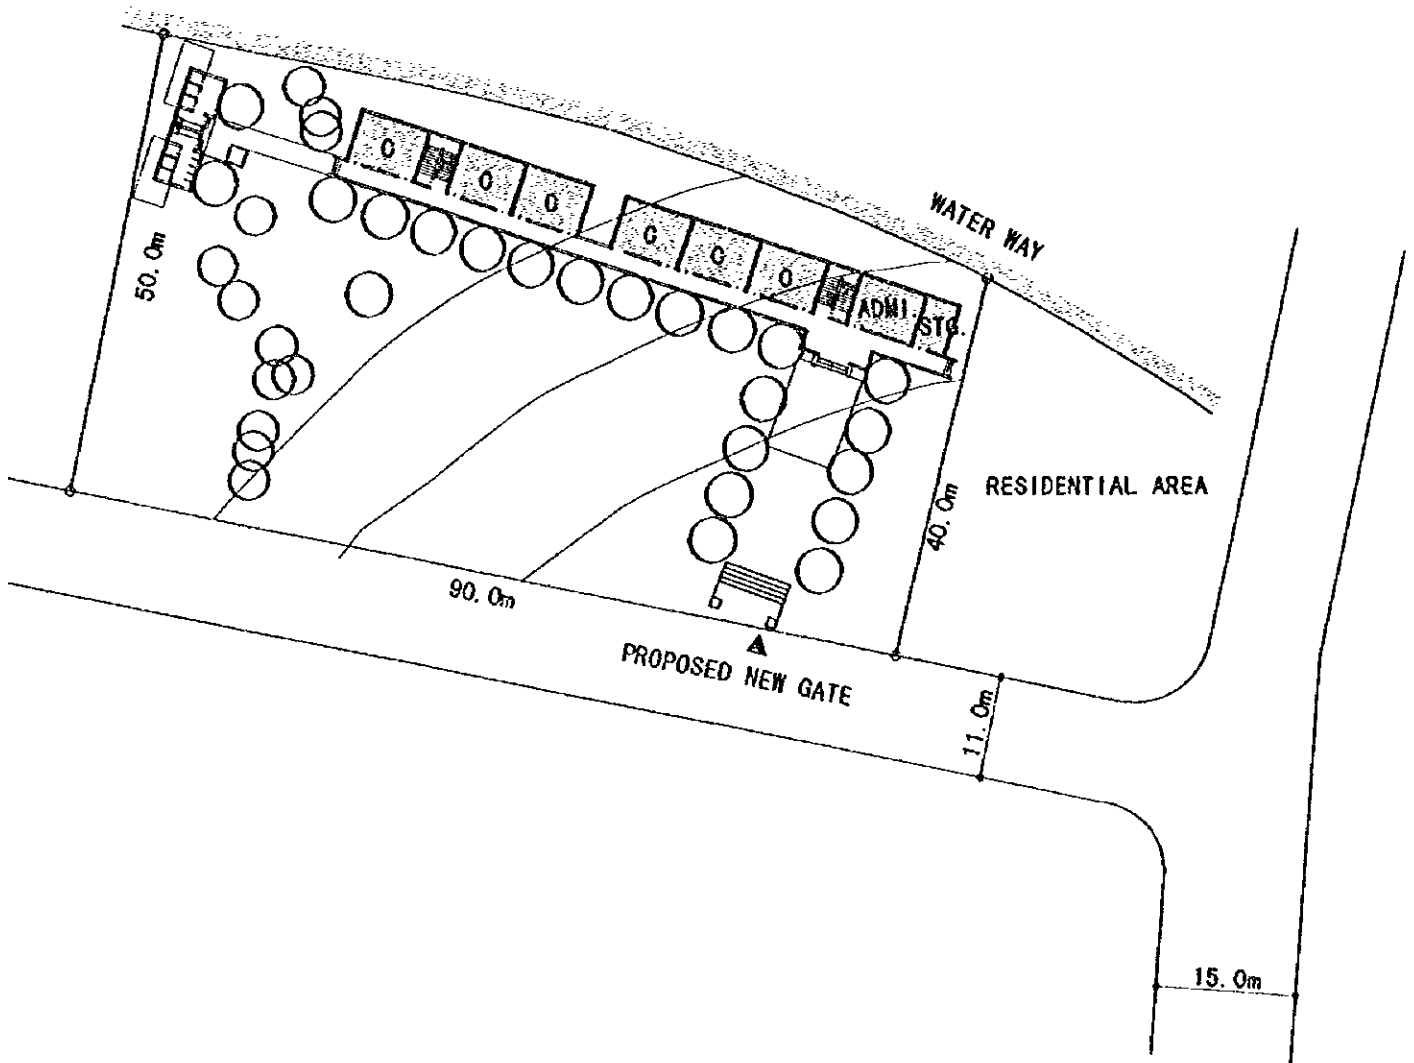 WATER WAY
C
C
C
C
C
C
ADMI.
STG.
50.0m
RESIDENTIAL AREA
40.0m
90.0m
PROPOSED NEW GATE
11.0m
15.0m